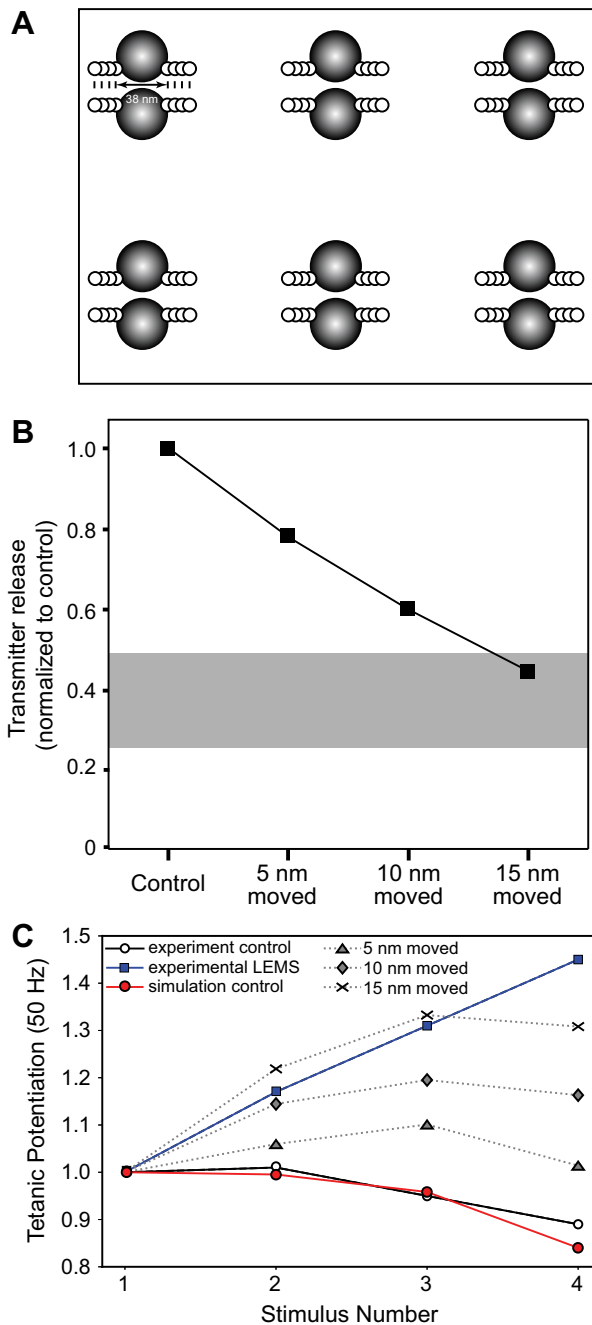 A
38 nm
B
Transmitter release
(normalized to control)
1.0
0.8
0.6
0.4
0.2
0
Control
5 nm
moved
10 nm
moved
15 nm
moved
C
Tetanic Potentiation (50 Hz)
1.5
1.4
1.3
1.2
1.1
1.0
0.9
0.8
experiment control
experimental LEMS
simulation control
5 nm moved
10 nm moved
15 nm moved
1
2
3
4
Stimulus Number